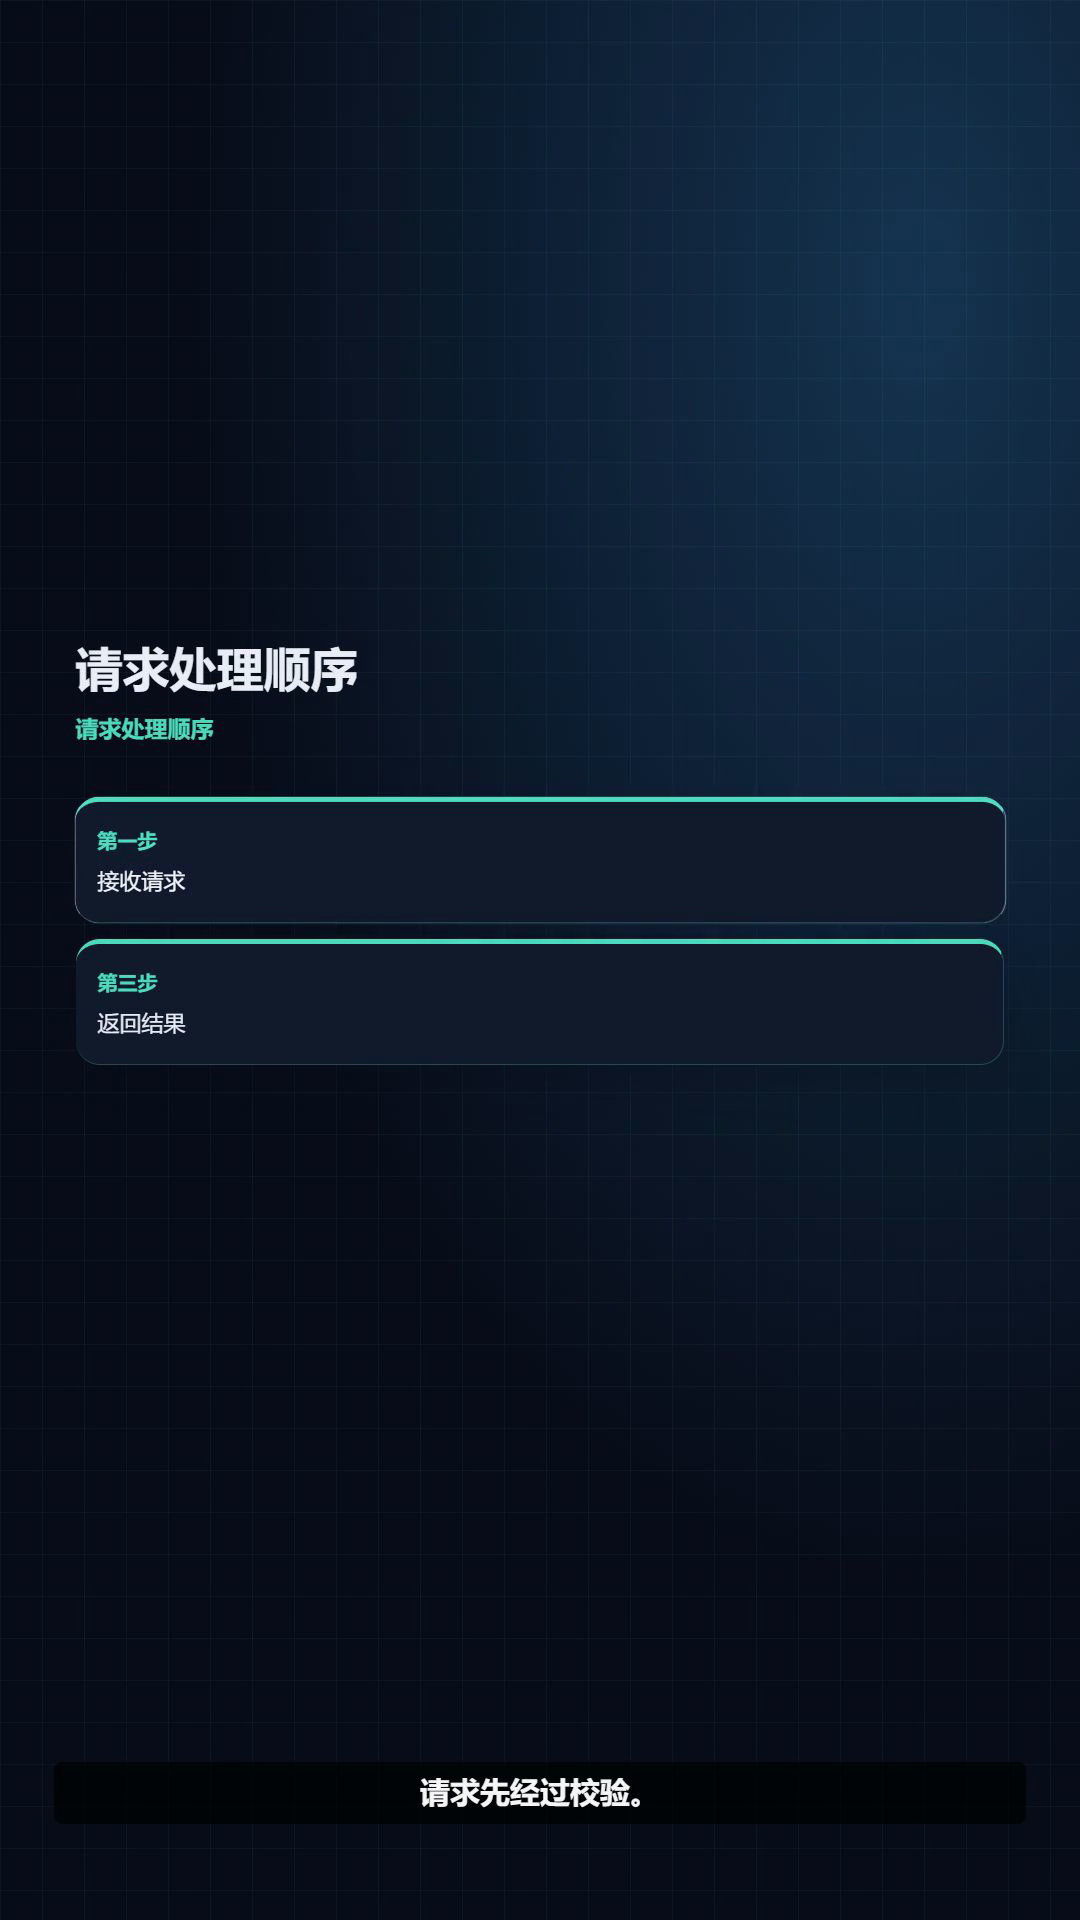 请求处理顺序
请求处理顺序
第一步
接收请求
第三步
返回结果
请求先经过校验。